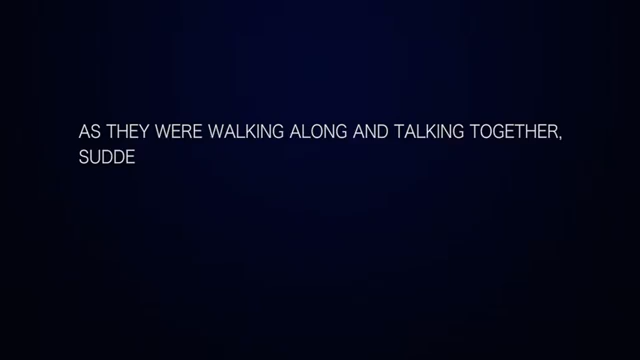 AS THEY WERE WALKING ALONG AND TALKING TOGETHER,
SUDDE